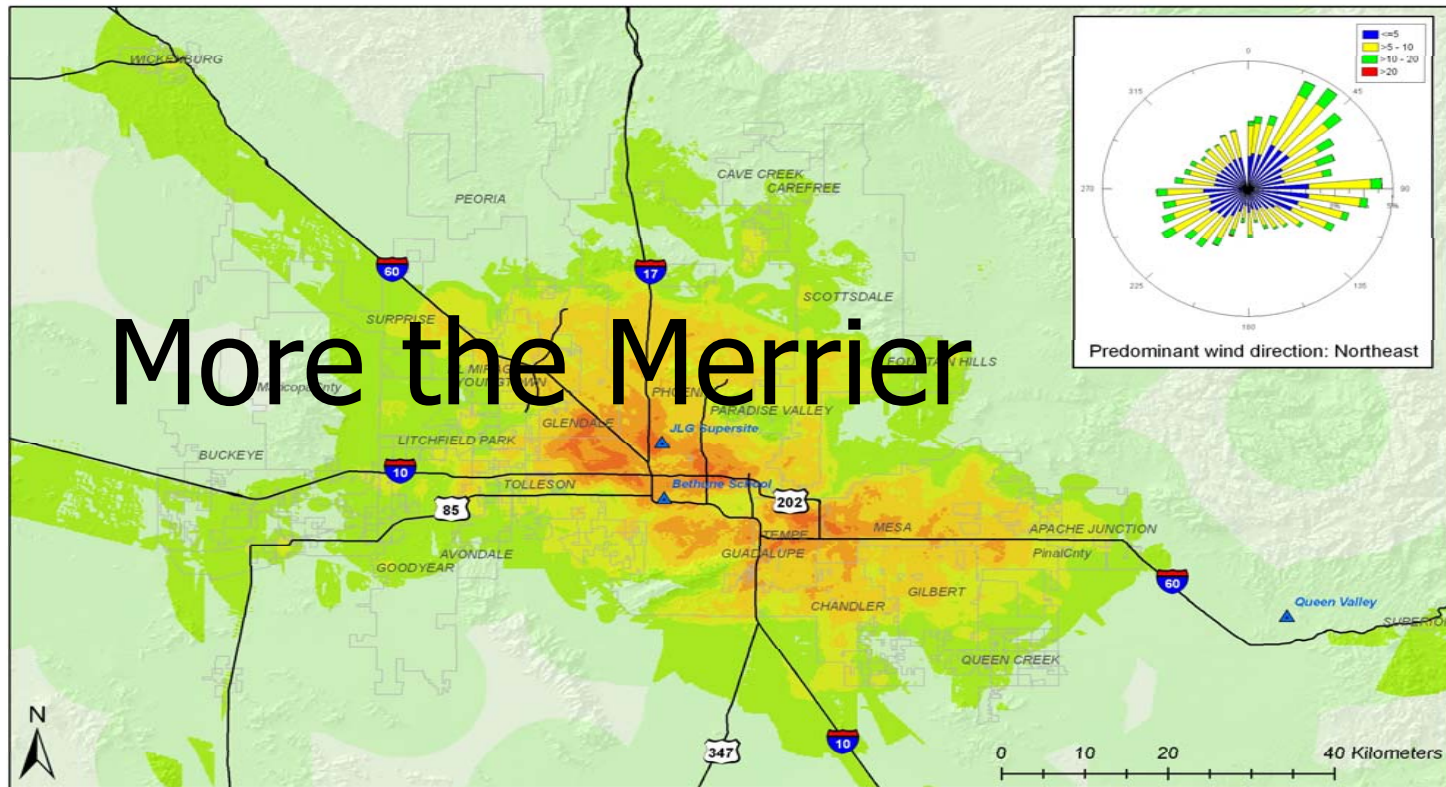 WICKENBURG
<=5
>5 - 10
>10 - 20
>20
0
315
45
270
90
5%
225
135
180
Predominant wind direction: Northeast
CAVE CREEK
CAREFREE
PEORIA
60
17
SCOTTSDALE
SURPRISE
More the Merrier
FOUNTAIN HILLS
YOUNGTOWN
PARADISE VALLEY
GLENDALE
JLG Supersite
LITCHFIELD PARK
BUCKEYE
10
TOLLESON
Bethune School
85
202
TEMPE
MESA
APACHE JUNCTION
AVONDALE
GUADALUPE
PinalCnty
GOODYEAR
60
GILBERT
CHANDLER
Queen Valley
SUPERIOR
QUEEN CREEK
N
347
10
0 10 20 40 Kilometers